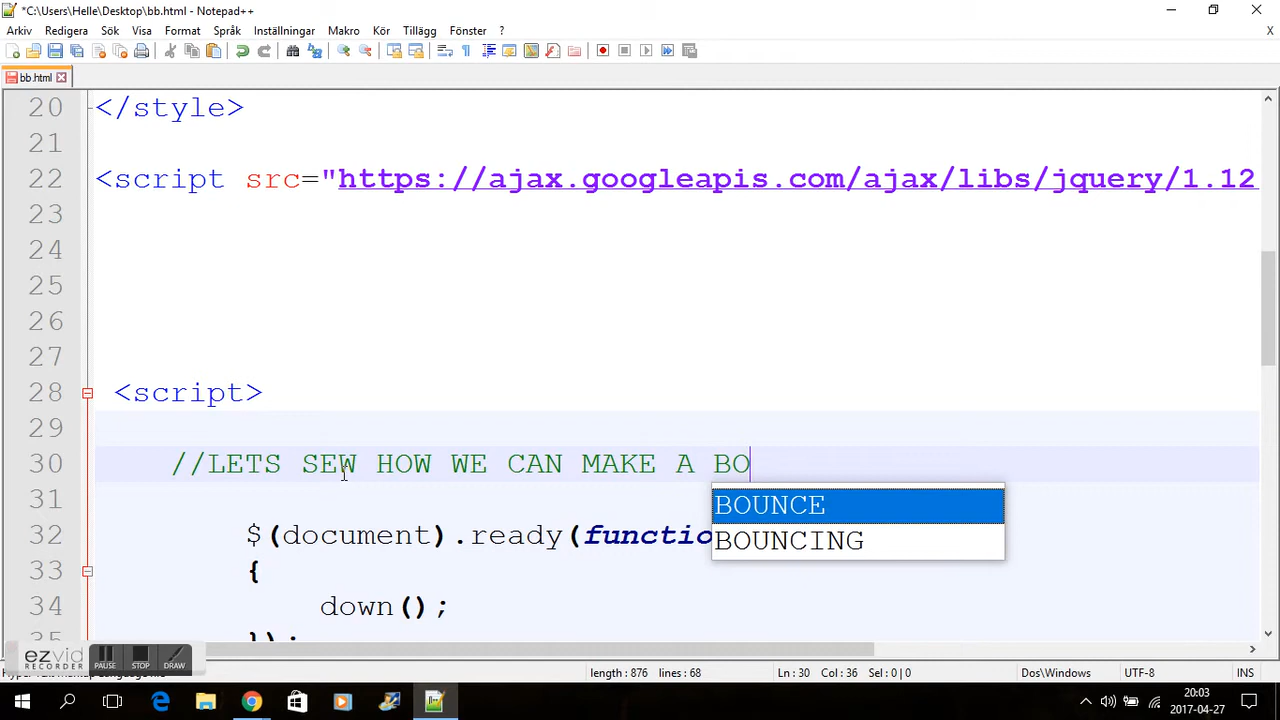 *C:\Users\Helle\Desktop\bb.html - Notepad++
Arkiv Redigera Sök Visa Format Språk Inställningar Makro Kör Tillägg Fönster ? X
bb.html
20 </style>
21
22 <script src="https://ajax.googleapis.com/ajax/libs/jquery/1.12
23
24
25
26
27
28 <script>
29
30 //LETS SEW HOW WE CAN MAKE A BO
BOUNCE
31
32 $(document).ready(functio
BOUNCING
33 {
34 down();
35 });
ezvid
RECORDER
PAUSE STOP DRAW
length : 876 lines : 68 Ln : 30 Col : 36 Sel : 0 | 0 Dos\Windows UTF-8 INS
20:03
2017-04-27